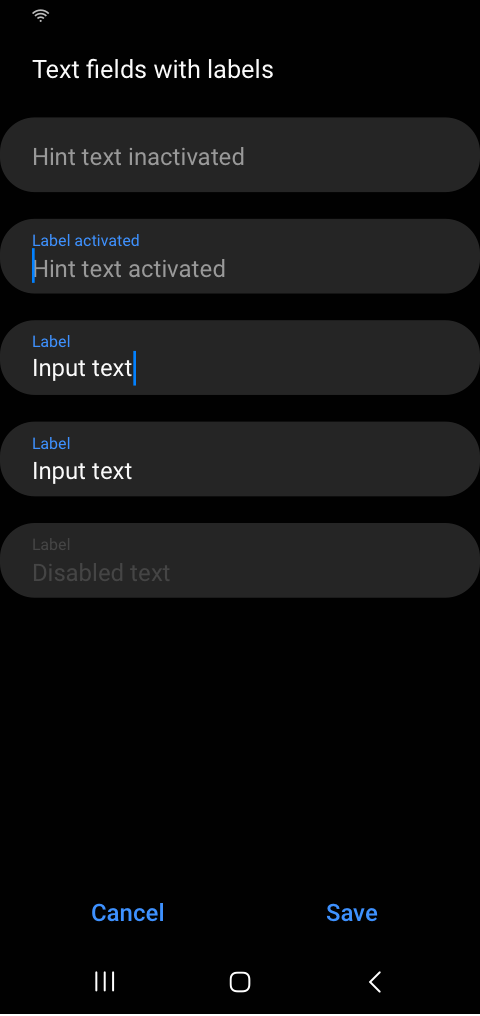 Text fields with labels
Hint text inactivated
Label activated
Hint text activated
Label
Input text
Label
Input text
Label
Disabled text
Cancel
Save